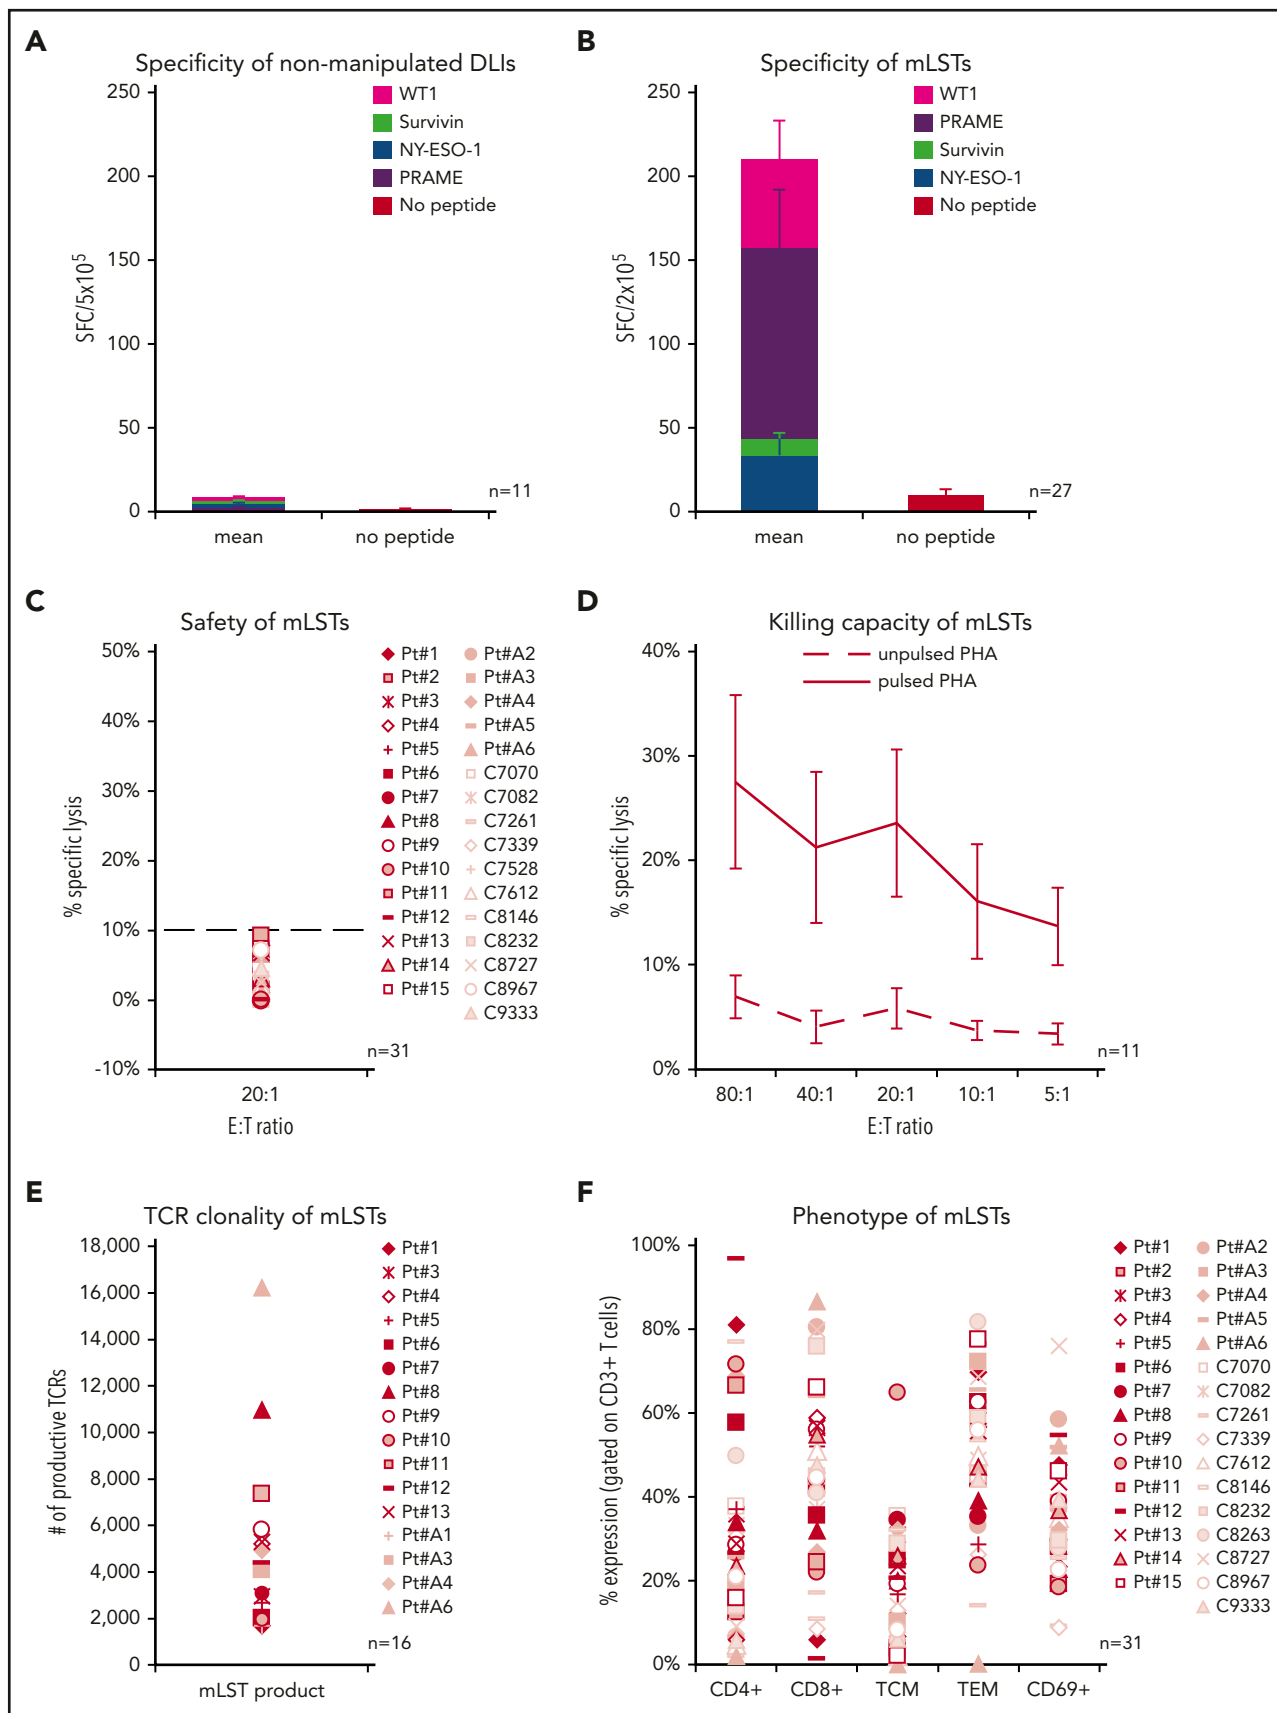 A
Specificity of non-manipulated DLIs
250
200
150
100
50
0
SFC/5x10⁵
WT1
Survivin
NY-ESO-1
PRAME
No peptide
n=11
mean
no peptide
B
Specificity of mLSTs
250
200
150
100
50
0
SFC/2x10⁵
WT1
PRAME
Survivin
NY-ESO-1
No peptide
n=27
mean
no peptide
C
Safety of mLSTs
50%
40%
30%
20%
10%
0%
-10%
% specific lysis
Pt#1
Pt#2
Pt#3
Pt#4
Pt#5
Pt#6
Pt#7
Pt#8
Pt#9
Pt#10
Pt#11
Pt#12
Pt#13
Pt#14
Pt#15
Pt#A2
Pt#A3
Pt#A4
Pt#A5
Pt#A6
C7070
C7082
C7261
C7339
C7528
C7612
C8146
C8232
C8727
C8967
C9333
n=31
20:1
E:T ratio
D
Killing capacity of mLSTs
unpulsed PHA
pulsed PHA
40%
30%
20%
10%
0%
% specific lysis
n=11
80:1
40:1
20:1
10:1
5:1
E:T ratio
E
TCR clonality of mLSTs
18,000
16,000
14,000
12,000
10,000
8,000
6,000
4,000
2,000
0
# of productive TCRs
Pt#1
Pt#3
Pt#4
Pt#5
Pt#6
Pt#7
Pt#8
Pt#9
Pt#10
Pt#11
Pt#12
Pt#13
Pt#A1
Pt#A3
Pt#A4
Pt#A6
n=16
mLST product
F
Phenotype of mLSTs
100%
80%
60%
40%
20%
0%
% expression (gated on CD3+ T cells)
Pt#1
Pt#2
Pt#3
Pt#4
Pt#5
Pt#6
Pt#7
Pt#8
Pt#9
Pt#10
Pt#11
Pt#12
Pt#13
Pt#14
Pt#15
Pt#A2
Pt#A3
Pt#A4
Pt#A5
Pt#A6
C7070
C7082
C7261
C7339
C7612
C8146
C8232
C8263
C8727
C8967
C9333
n=31
CD4+
CD8+
TCM
TEM
CD69+